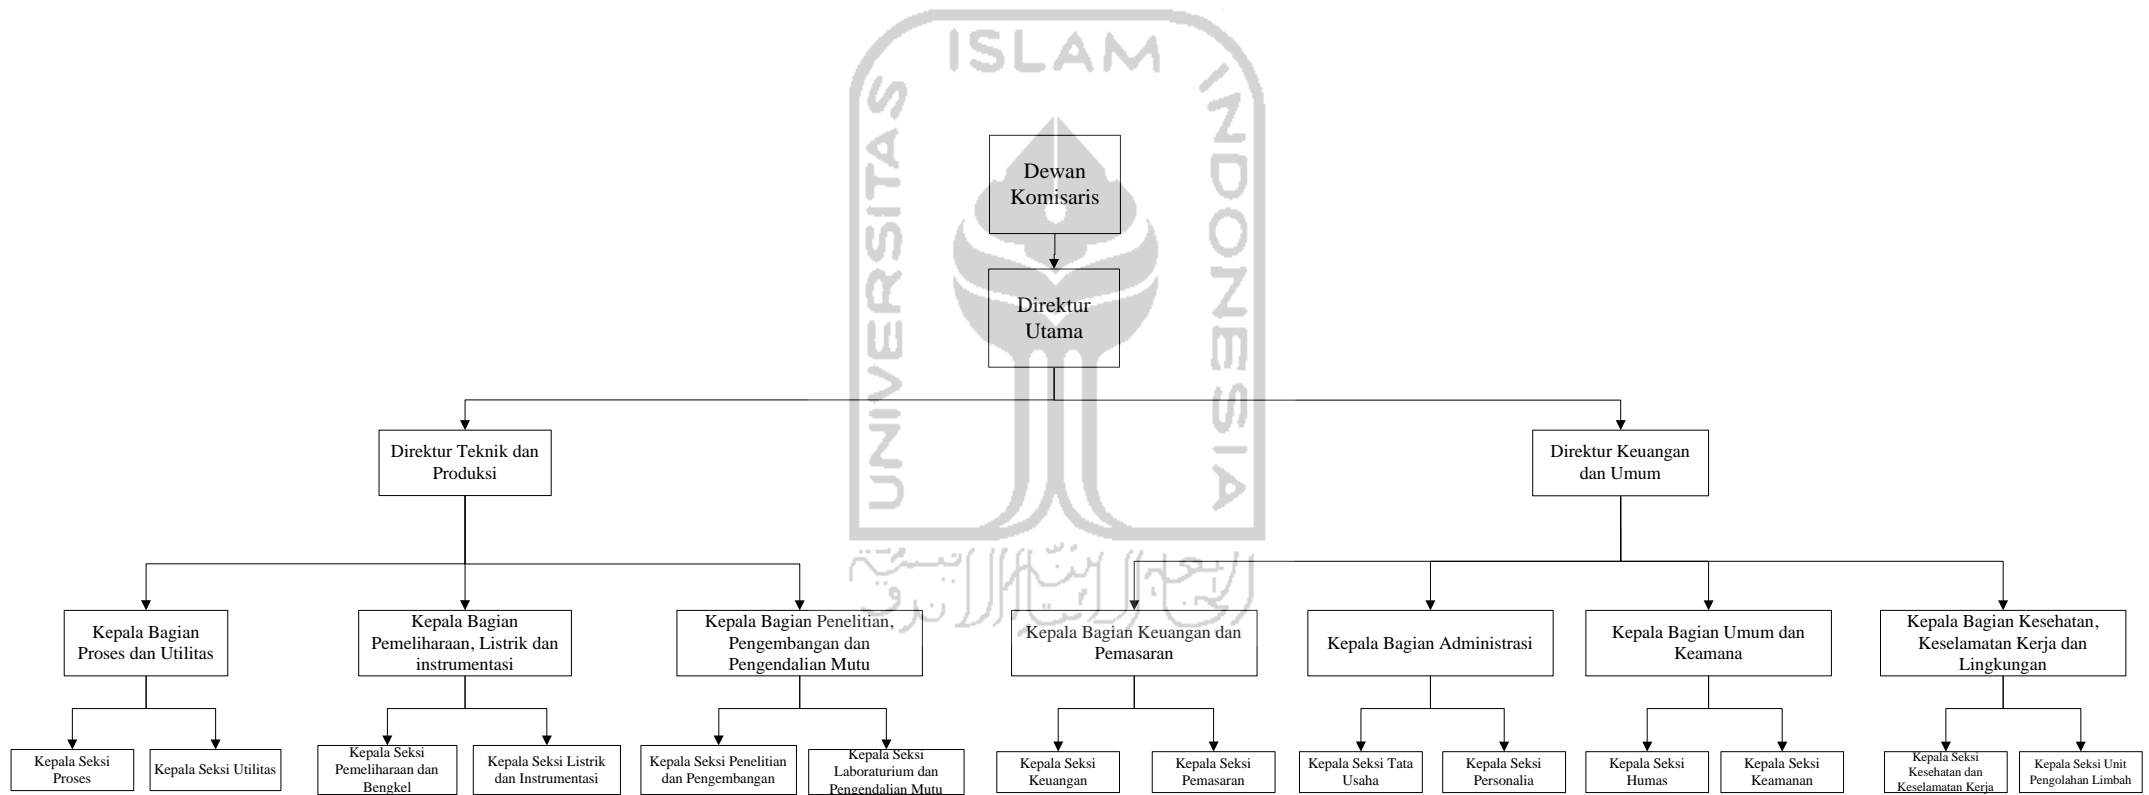 ISLAM
UNIVERSITAS
INDONESIA
Dewan
Komisaris
Direktur
Utama
Direktur Teknik dan
Produksi
Direktur Keuangan
dan Umum
Kepala Bagian
Proses dan Utilitas
Kepala Bagian
Pemeliharaan, Listrik dan
instrumentasi
Kepala Bagian Penelitian,
Pengembangan dan
Pengendalian Mutu
Kepala Bagian Keuangan dan
Pemasaran
Kepala Bagian Administrasi
Kepala Bagian Umum dan
Keamana
Kepala Bagian Kesehatan,
Keselamatan Kerja dan
Lingkungan
Kepala Seksi
Proses
Kepala Seksi Utilitas
Kepala Seksi
Pemeliharaan dan
Bengkel
Kepala Seksi Listrik
dan Instrumentasi
Kepala Seksi Penelitian
dan Pengembangan
Kepala Seksi
Laboraturium dan
Pengendalian Mutu
Kepala Seksi
Keuangan
Kepala Seksi
Pemasaran
Kepala Seksi Tata
Usaha
Kepala Seksi
Personalia
Kepala Seksi
Humas
Kepala Seksi
Keamanan
Kepala Seksi
Kesehatan dan
Keselamatan Kerja
Kepala Seksi Unit
Pengolahan Limbah